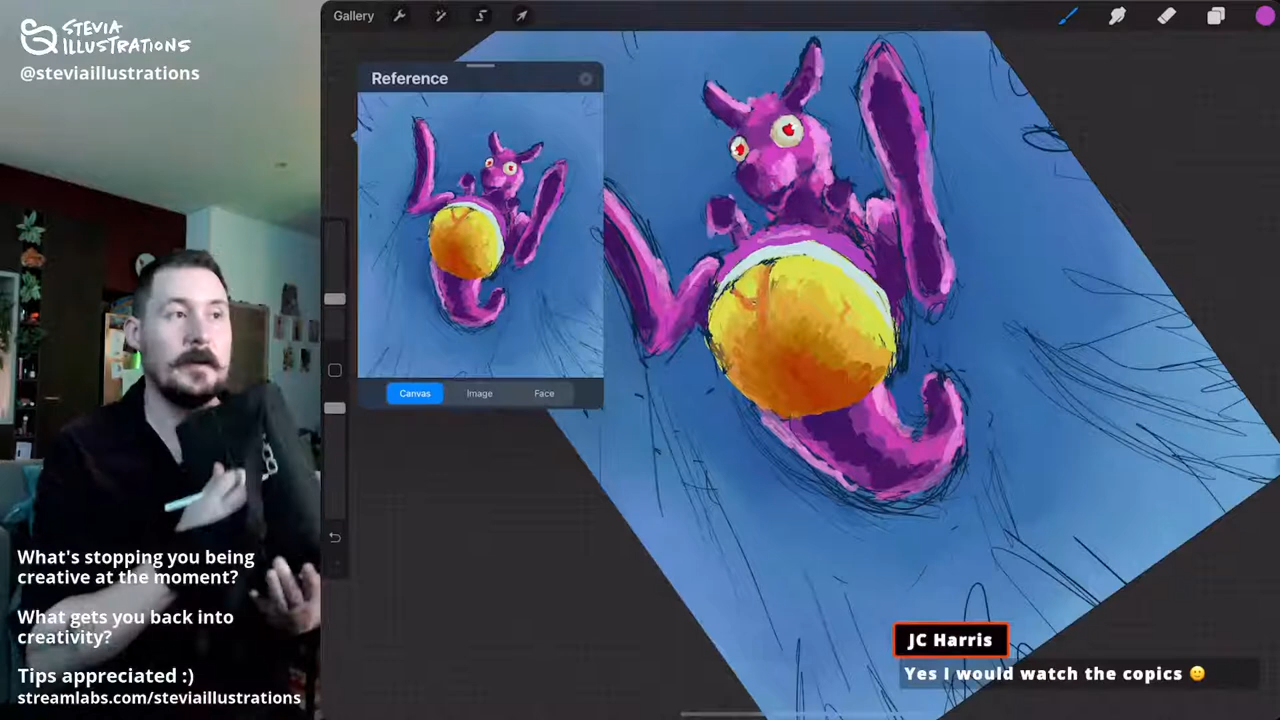 STEVIA
ILLUSTRATIONS
@steviaillustrations
Gallery
Reference
Canvas
Image
Face
What's stopping you being
creative at the moment?
What gets you back into
creativity?
Tips appreciated :)
streamlabs.com/steviaillustrations
JC Harris
Yes I would watch the copics 🙂